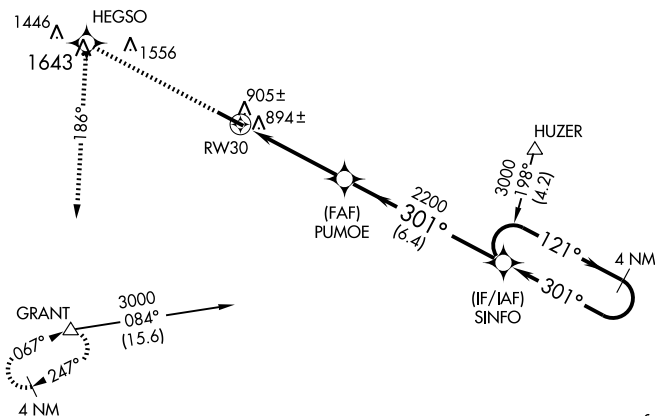 HEGSO
1446
1643
1556
186°
905±
894±
RW30
HUZER
3000
198°
(4.2)
(FAF)
PUMOE
2200
301°
(6.4)
121°
4 NM
301°
(IF/IAF)
SINFO
GRANT
3000
084°
(15.6)
067°
247°
4 NM